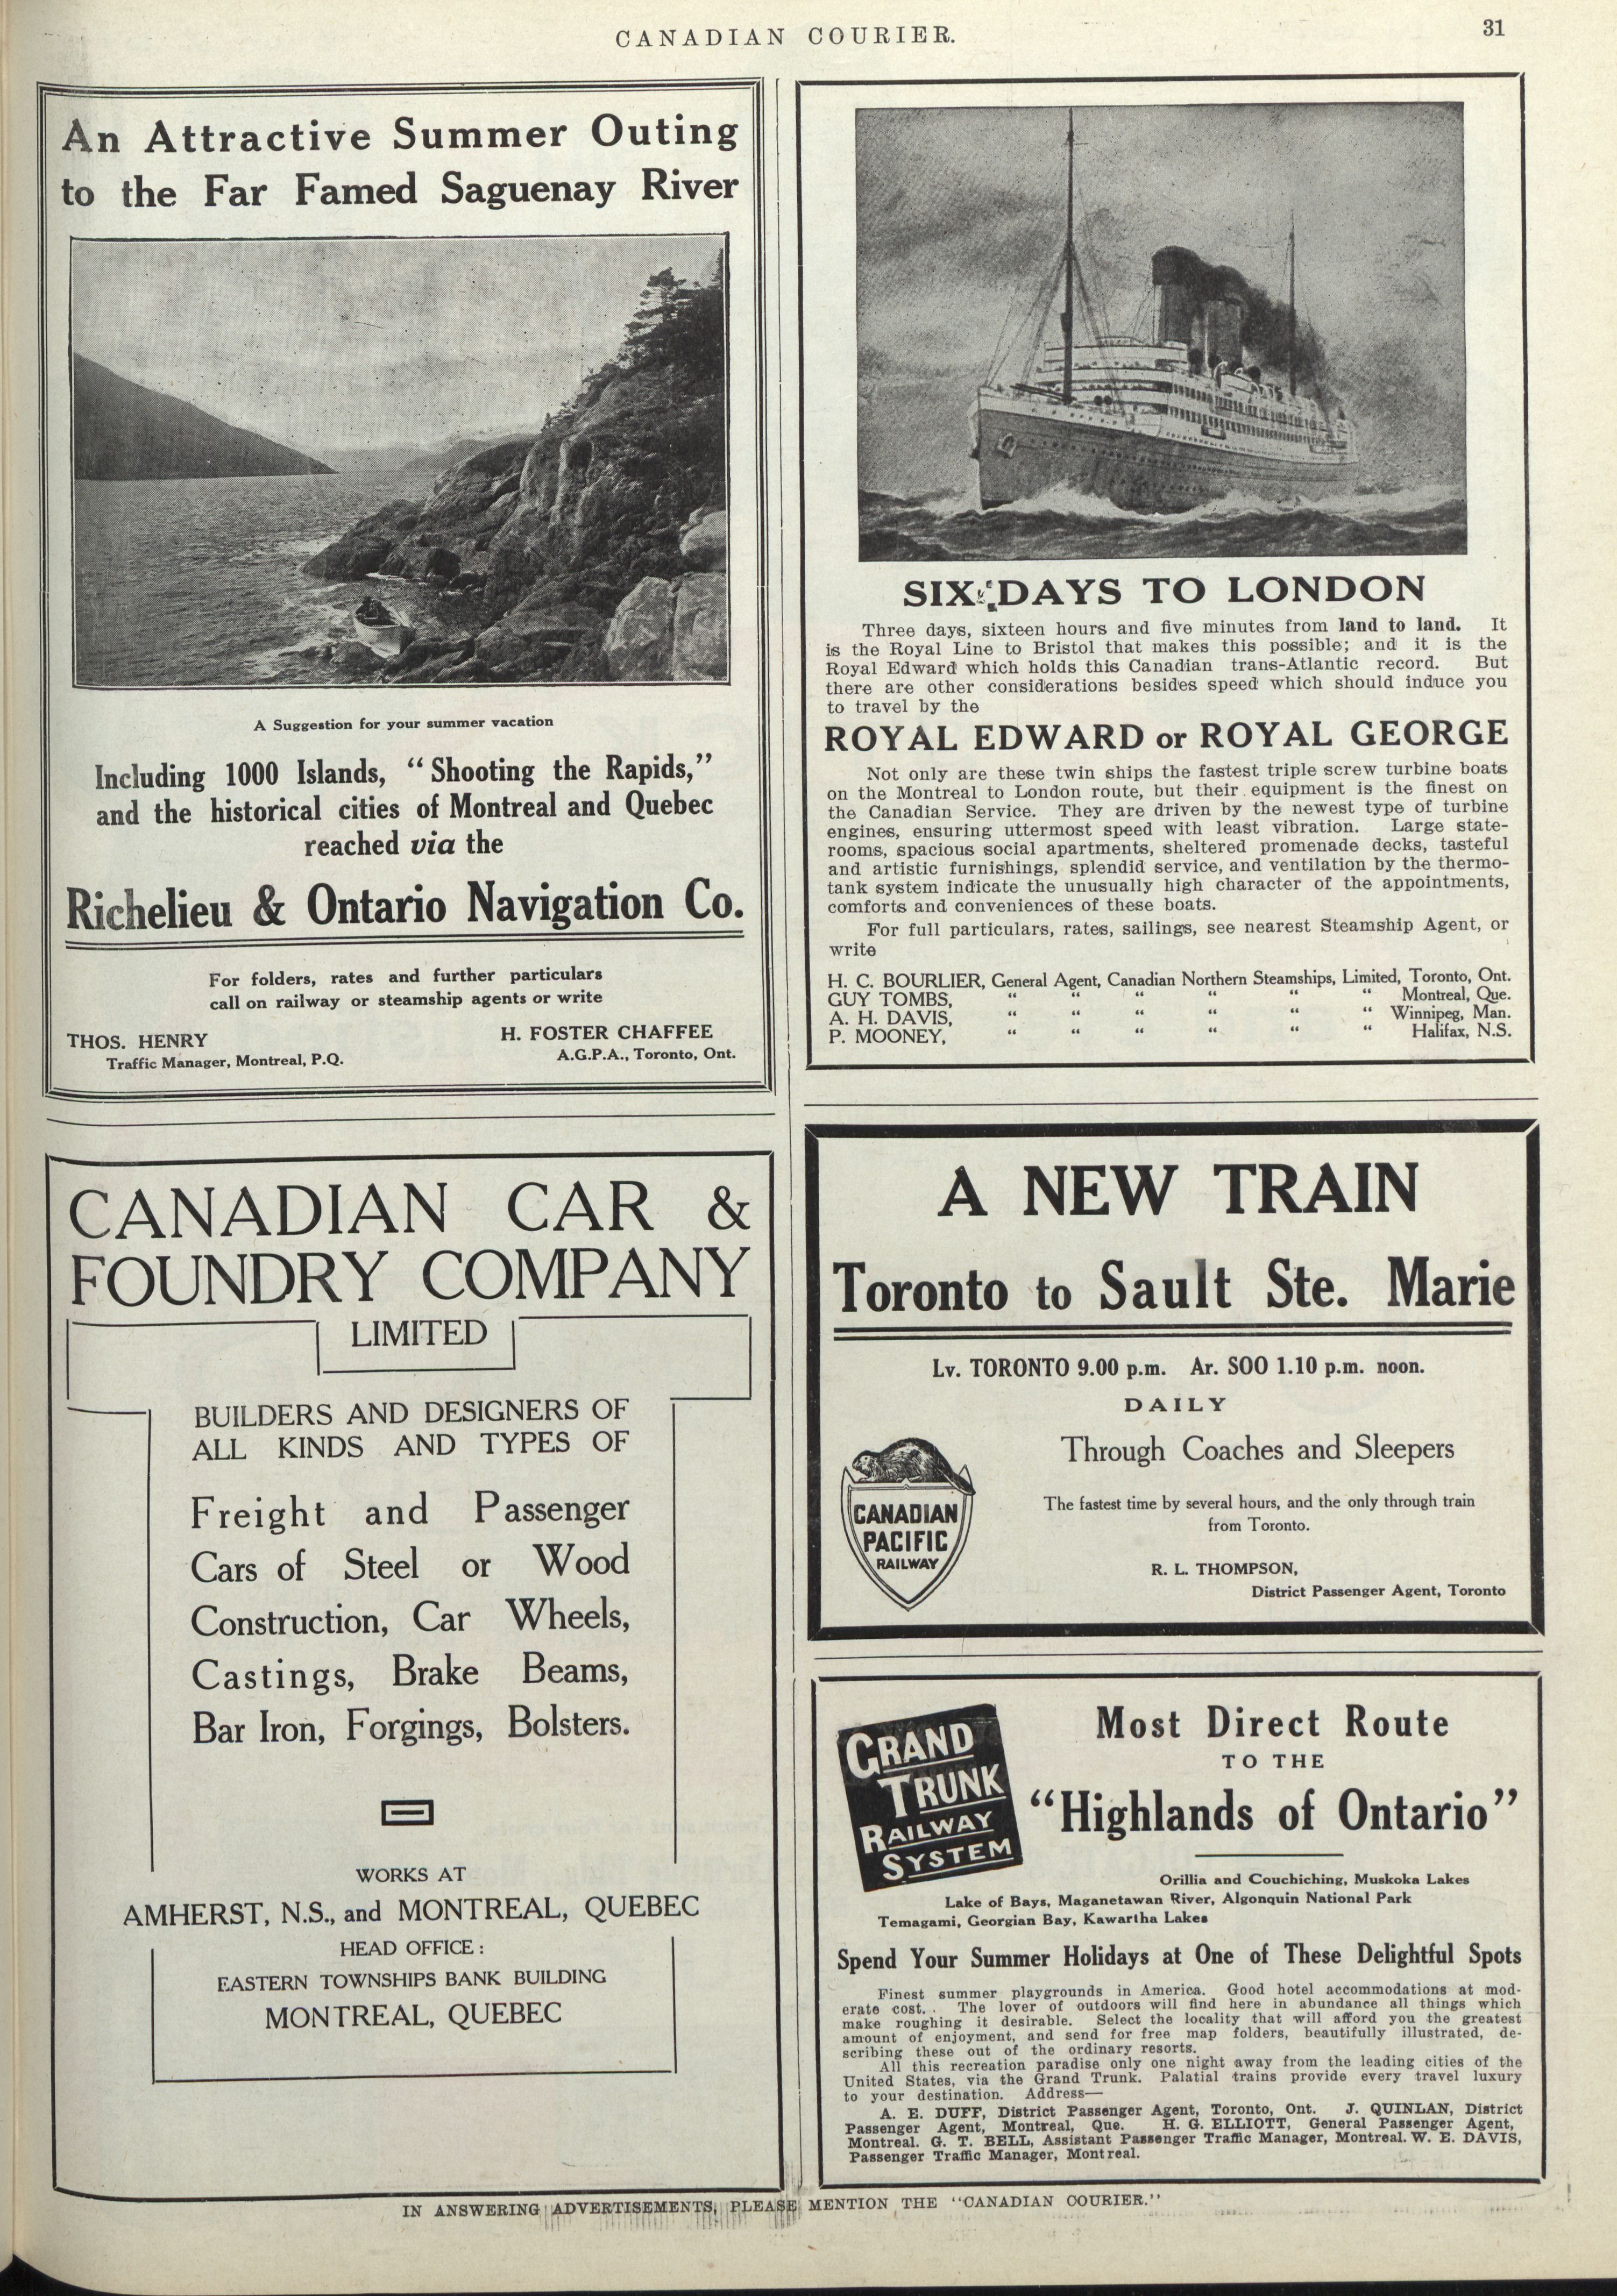 CANADIAN COURIER.
31
An Attractive Summer Outing
to the Far Famed Saguenay River
A Suggestion for your summer vacation
Including 1000 Islands, "Shooting the Rapids,"
and the historical cities of Montreal and Quebec
reached via the
Richelieu & Ontario Navigation Co.
For folders, rates and further particulars
call on railway or steamship agents or write
THOS. HENRY
Traffic Manager, Montreal, P.Q.
H. FOSTER CHAFFEE
A.G.P.A., Toronto, Ont.
CANADIAN CAR &
FOUNDRY COMPANY
LIMITED
BUILDERS AND DESIGNERS OF
ALL KINDS AND TYPES OF
Freight and Passenger
Cars of Steel or Wood
Construction, Car Wheels,
Castings, Brake Beams,
Bar Iron, Forgings, Bolsters.
WORKS AT
AMHERST, N.S., and MONTREAL, QUEBEC
HEAD OFFICE:
EASTERN TOWNSHIPS BANK BUILDING
MONTREAL, QUEBEC
SIX DAYS TO LONDON
Three days, sixteen hours and five minutes from land to land. It
is the Royal Line to Bristol that makes this possible; and it is the
Royal Edward which holds this Canadian trans-Atlantic record. But
there are other considerations besides speed which should induce you
to travel by the
ROYAL EDWARD or ROYAL GEORGE
Not only are these twin ships the fastest triple screw turbine boats
on the Montreal to London route, but their equipment is the finest on
the Canadian Service. They are driven by the newest type of turbine
engines, ensuring uttermost speed with least vibration. Large state-
rooms, spacious social apartments, sheltered promenade decks, tasteful
and artistic furnishings, splendid service, and ventilation by the thermo-
tank system indicate the unusually high character of the appointments,
comforts and conveniences of these boats.
For full particulars, rates, sailings, see nearest Steamship Agent, or
write
H. C. BOURLIER, General Agent, Canadian Northern Steamships, Limited, Toronto, Ont.
GUY TOMBS, " " " " " " Montreal, Que.
A. H. DAVIS, " " " " " " Winnipeg, Man.
P. MOONEY, " " " " " " Halifax, N.S.
A NEW TRAIN
Toronto to Sault Ste. Marie
Lv. TORONTO 9.00 p.m. Ar. SOO 1.10 p.m. noon.
DAILY
Through Coaches and Sleepers
The fastest time by several hours, and the only through train
from Toronto.
CANADIAN
PACIFIC
RAILWAY
R. L. THOMPSON,
District Passenger Agent, Toronto
GRAND
TRUNK
RAILWAY
SYSTEM
Most Direct Route
TO THE
"Highlands of Ontario"
Orillia and Couchiching, Muskoka Lakes
Lake of Bays, Maganetawan River, Algonquin National Park
Temagami, Georgian Bay, Kawartha Lakes
Spend Your Summer Holidays at One of These Delightful Spots
Finest summer playgrounds in America. Good hotel accommodations at mod-
erate cost. The lover of outdoors will find here in abundance all things which
make roughing it desirable. Select the locality that will afford you the greatest
amount of enjoyment, and send for free map folders, beautifully illustrated, de-
scribing these out of the ordinary resorts.
All this recreation paradise only one night away from the leading cities of the
United States, via the Grand Trunk. Palatial trains provide every travel luxury
to your destination. Address—
A. E. DUFF, District Passenger Agent, Toronto, Ont. J. QUINLAN, District
Passenger Agent, Montreal, Que. H. G. ELLIOTT, General Passenger Agent,
Montreal. G. T. BELL, Assistant Passenger Traffic Manager, Montreal. W. E. DAVIS,
Passenger Traffic Manager, Montreal.
IN ANSWERING ADVERTISEMENTS, PLEASE MENTION THE "CANADIAN COURIER."